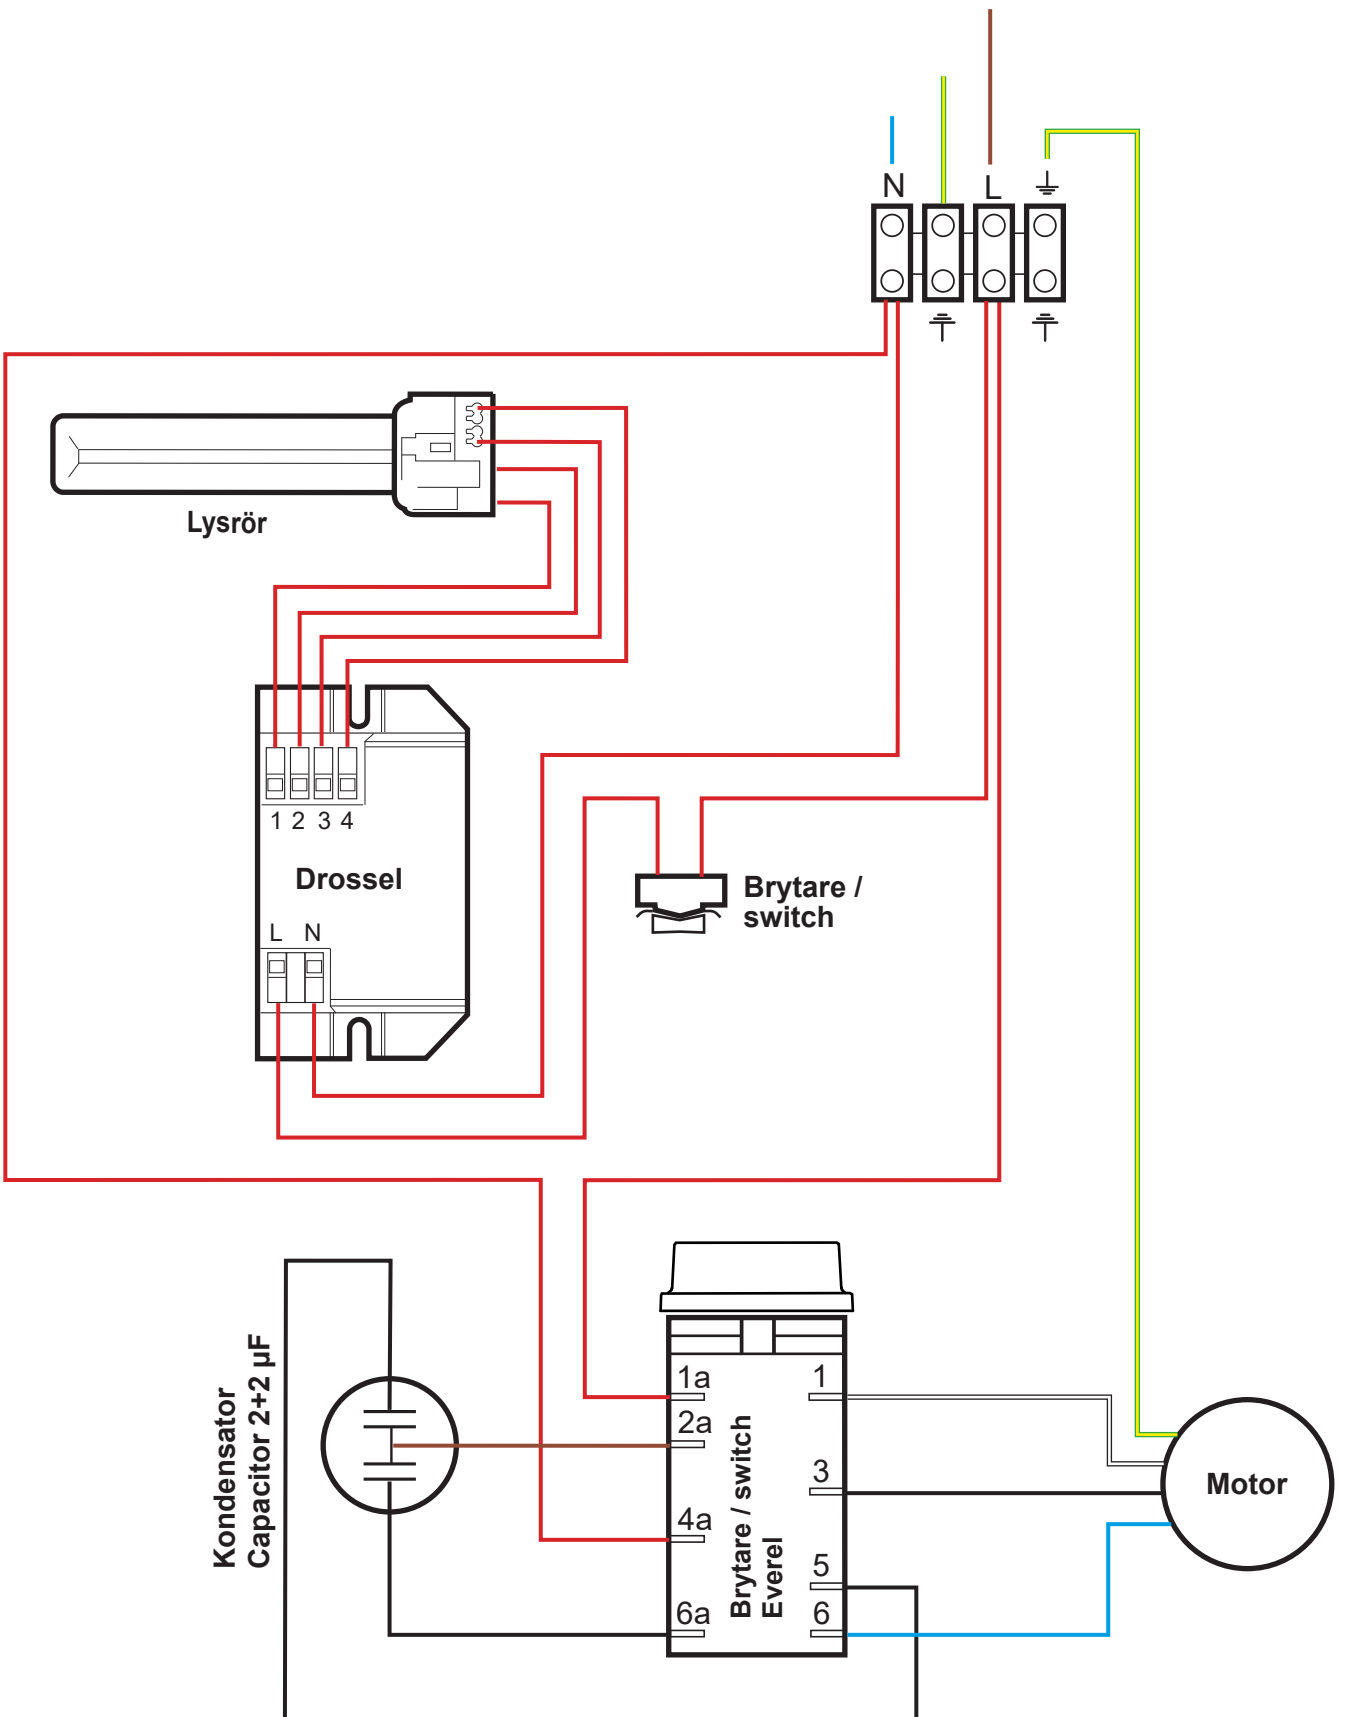 N
L
Lysrör
1 2 3 4
Drossel
L N
Brytare /
switch
Kondensator
Capacitor 2+2 µF
1a
2a
4a
6a
Brytare / switch
Everel
1
3
5
6
Motor